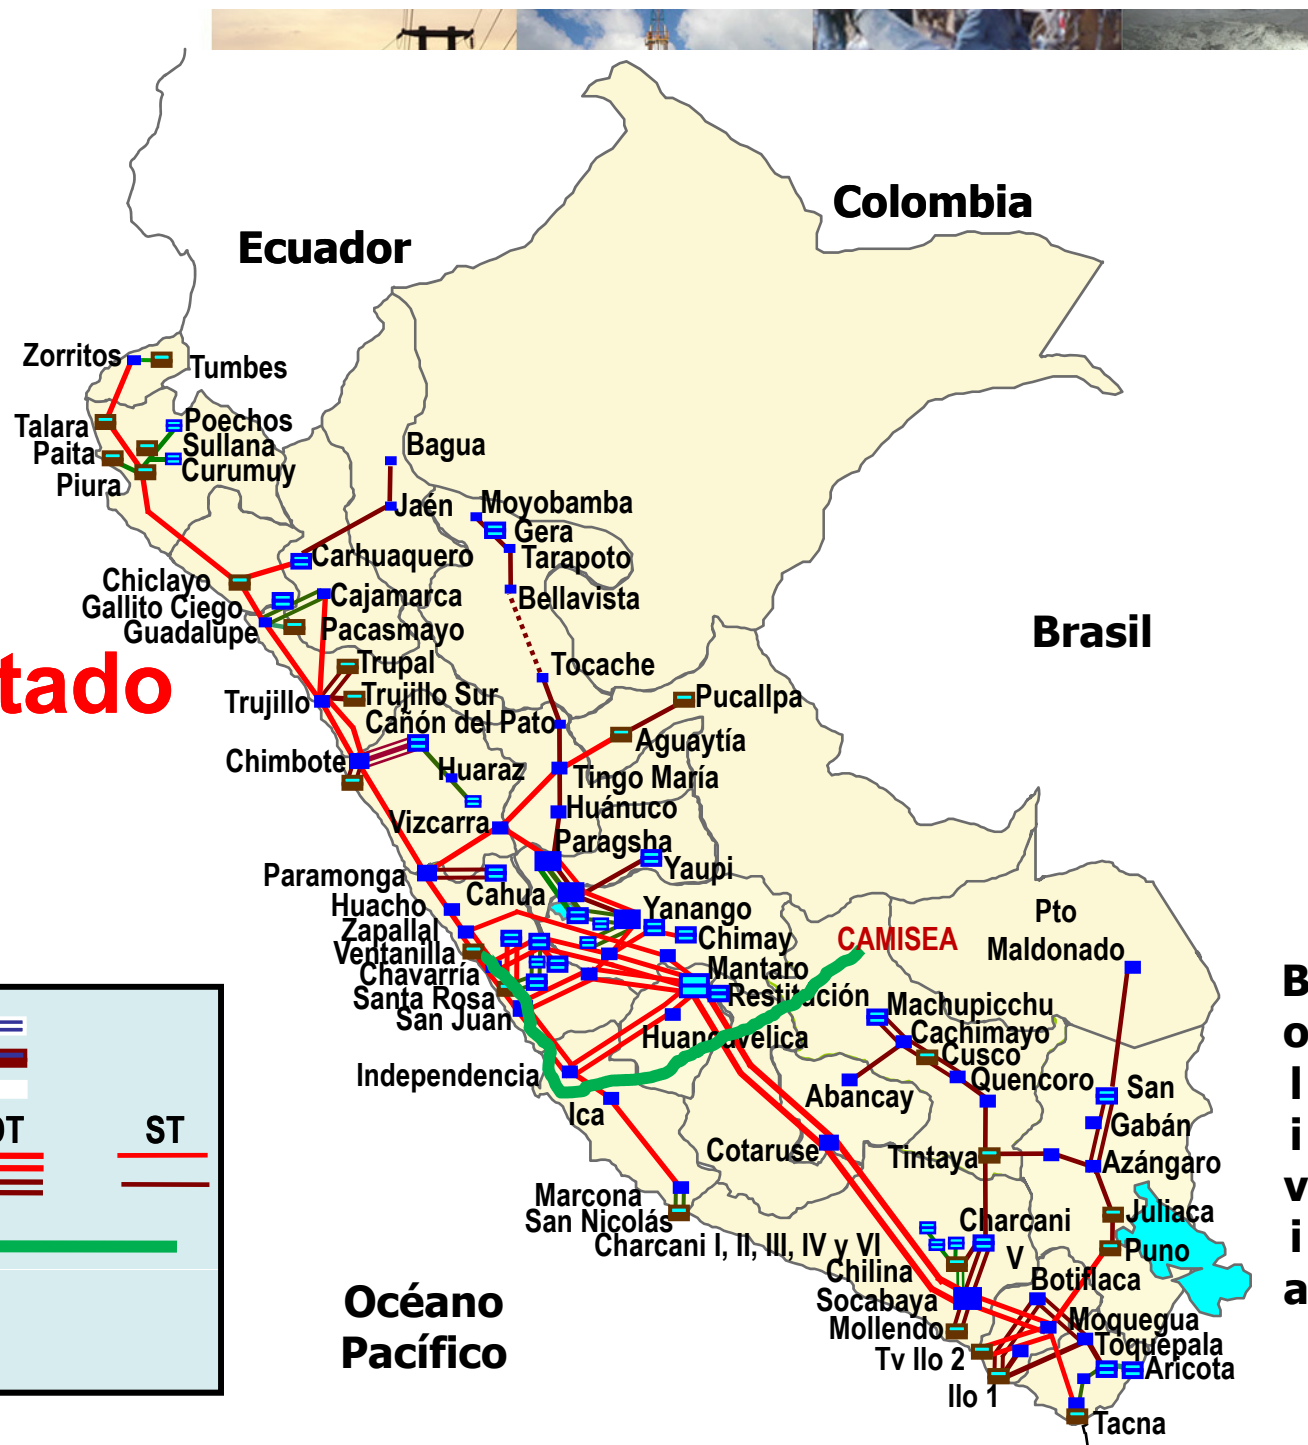 Colombia
Ecuador
Zorritos
Tumbes
Talara
Poechos
Paita
Sullana
Curumuy
Piura
Bagua
Jaén
Moyobamba
Gera
Tarapoto
Carhuaquero
Chiclayo
Bellavista
Gallito Ciego
Cajamarca
Guadalupe
Pacasmayo
Brasil
tado
Trupal
Tocache
Trujillo
Trujillo Sur
Pucallpa
Cañón del Pato
Aguaytía
Chimbote
Huaraz
Tingo María
Huánuco
Vizcarra
Paragsha
Yaupi
Paramonga
Cahua
Huacho
Yanango
Zapallal
Chimay
CAMISEA
Pto
Maldonado
Ventanilla
Chavarría
Mantaro
Santa Rosa
Restitución
San Juan
Machupicchu
Cachimayo
Huancavelica
Cusco
Independencia
Quencoro
Abancay
San
Gabán
Ica
Cotaruse
Tintaya
Azángaro
Marcona
San Nicolás
Juliaca
Charcani
V
Charcani I, II, III, IV y VI
Puno
Chilina
Botiflaca
Socabaya
Moquegua
Mollendo
Toquepala
Tv Ilo 2
Aricota
Ilo 1
Tacna
Océano
Pacífico
B
o
l
i
v
i
a
DT ST